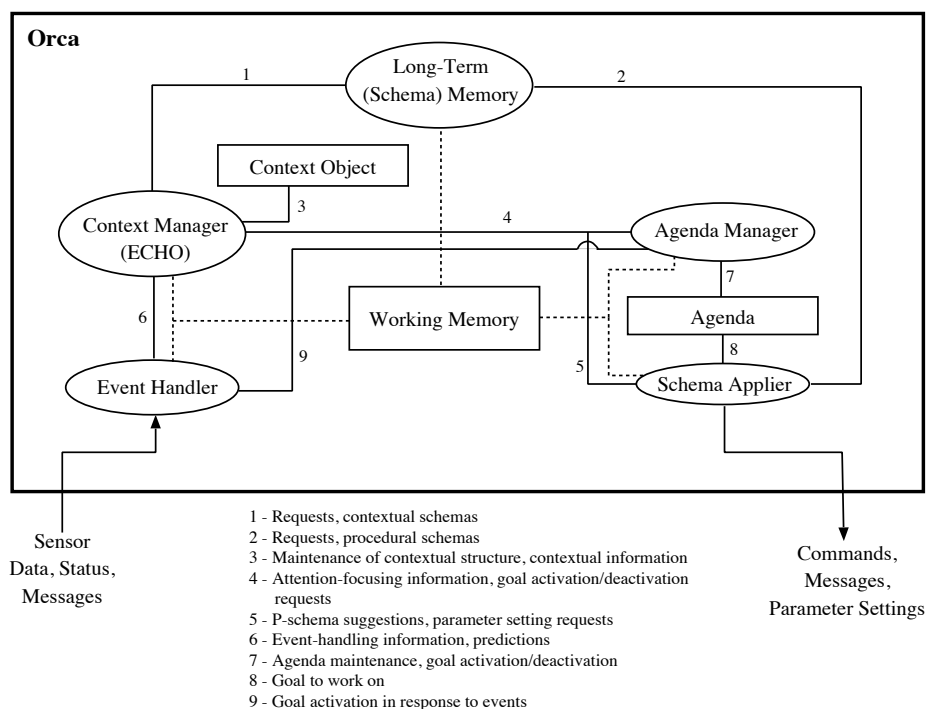 Orca
1
Long-Term
(Schema) Memory
2
Context Object
3
Context Manager
(ECHO)
4
Agenda Manager
7
6
Working Memory
Agenda
9
5
8
Event Handler
Schema Applier
Sensor
Data, Status,
Messages
Commands,
Messages,
Parameter Settings
1 - Requests, contextual schemas
2 - Requests, procedural schemas
3 - Maintenance of contextual structure, contextual information
4 - Attention-focusing information, goal activation/deactivation
requests
5 - P-schema suggestions, parameter setting requests
6 - Event-handling information, predictions
7 - Agenda maintenance, goal activation/deactivation
8 - Goal to work on
9 - Goal activation in response to events